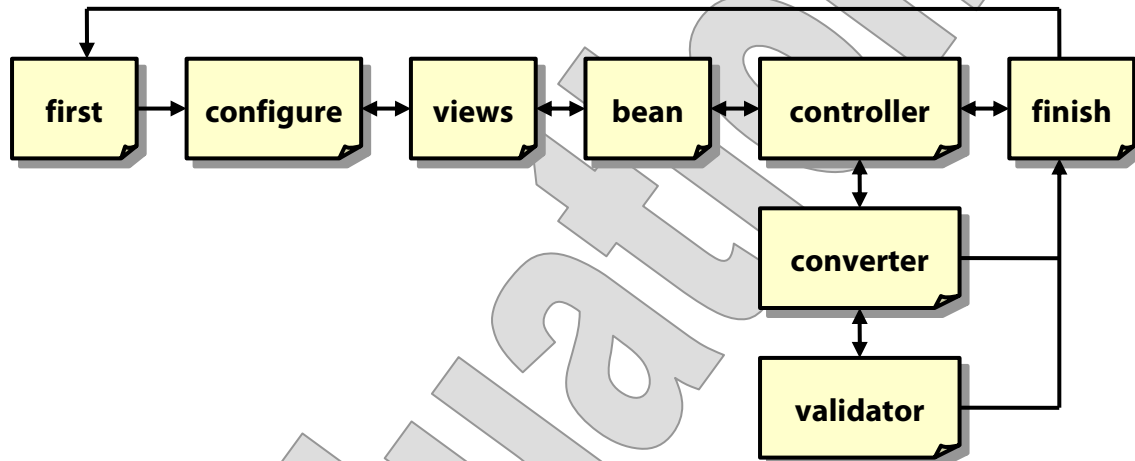 first
configure
views
bean
controller
finish
converter
validator